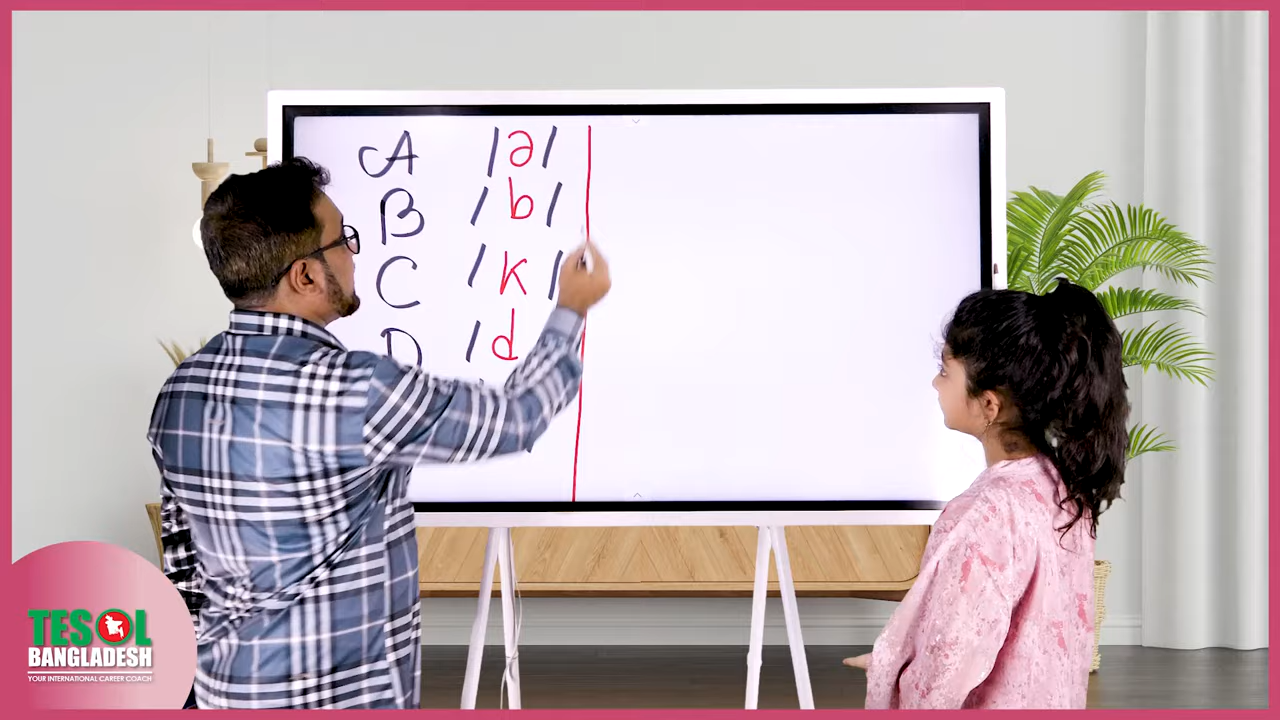 A /ə/
B /b/
C /k/
D /d
TESOL
BANGLADESH
YOUR INTERNATIONAL CAREER COACH